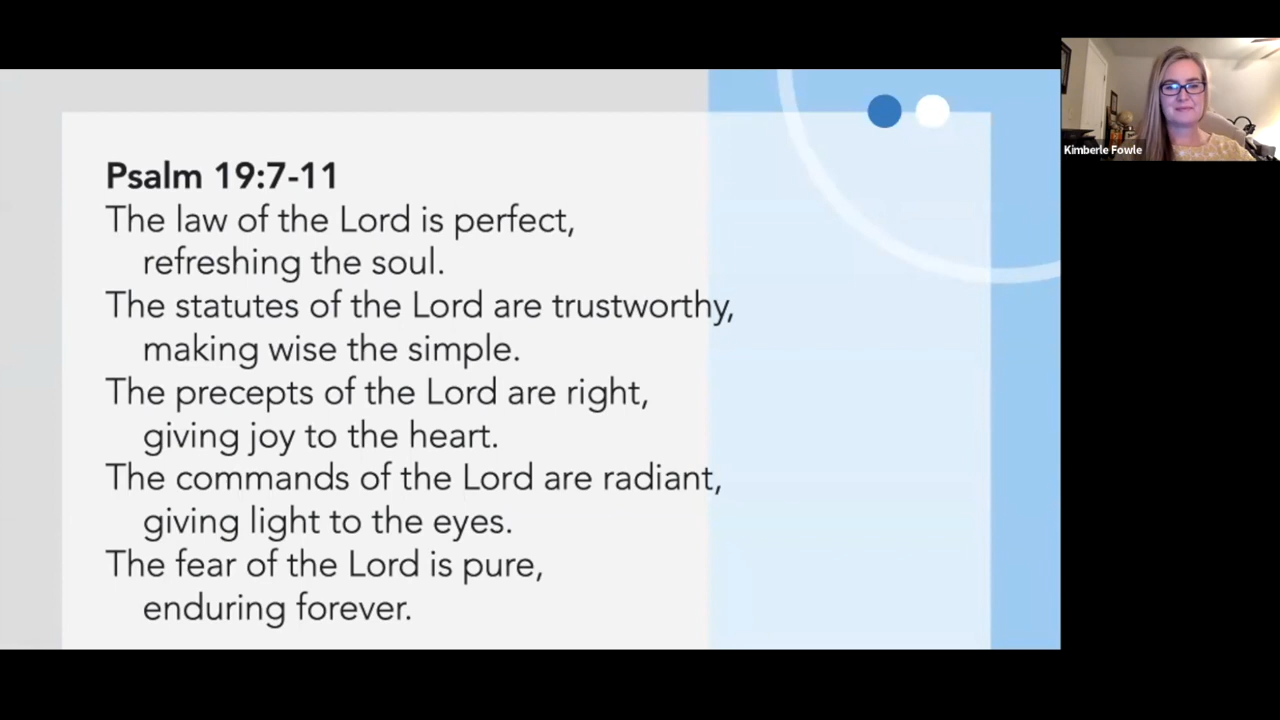 Psalm 19:7-11
The law of the Lord is perfect,
refreshing the soul.
The statutes of the Lord are trustworthy,
making wise the simple.
The precepts of the Lord are right,
giving joy to the heart.
The commands of the Lord are radiant,
giving light to the eyes.
The fear of the Lord is pure,
enduring forever.
Kimberle Fowle